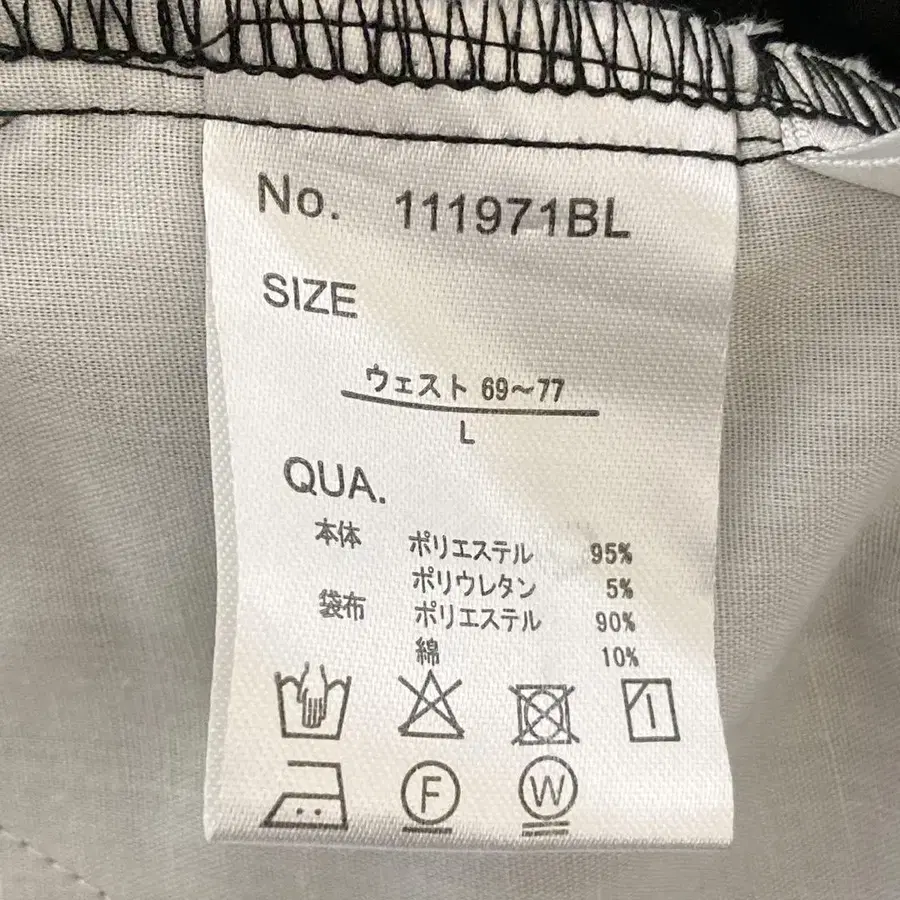 No. 111971BL
SIZE
ウェスト 69～77
L
QUA.
本体 ポリエステル 95%
ポリウレタン 5%
袋布 ポリエステル 90%
綿 10%
F W